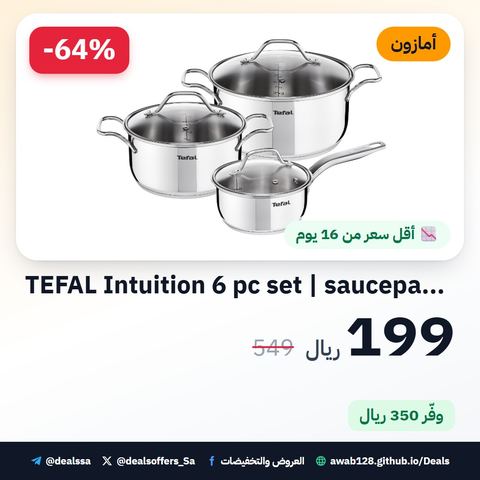 -64%
أمازون
Tefal
Tefal
أقل سعر من 16 يوم
TEFAL Intuition 6 pc set | saucepa...
199 ريال 549
وفّر 350 ريال
@dealssa @dealsoffers_Sa العروض والتخفيضات awab128.github.io/Deals